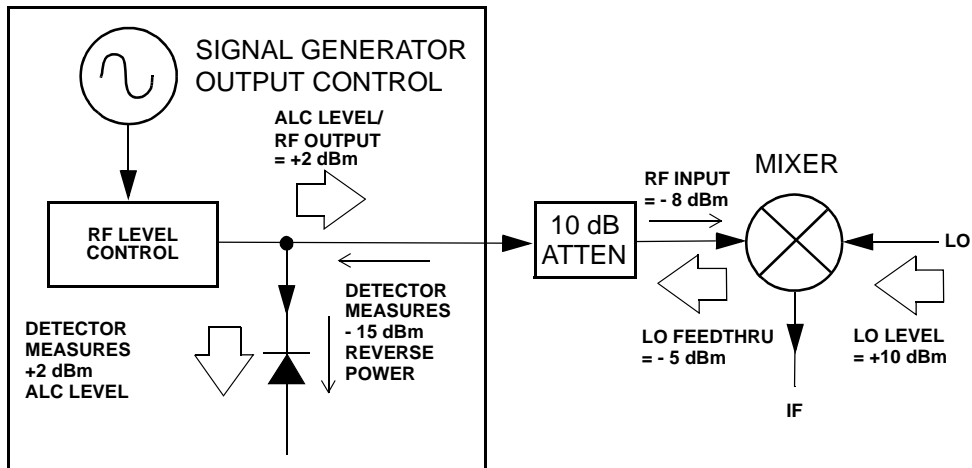 SIGNAL GENERATOR
OUTPUT CONTROL
ALC LEVEL/
RF OUTPUT
= +2 dBm
RF LEVEL
CONTROL
DETECTOR
MEASURES
+2 dBm
ALC LEVEL
DETECTOR
MEASURES
- 15 dBm
REVERSE
POWER
10 dB
ATTEN
RF INPUT
= - 8 dBm
MIXER
LO
LO FEEDTHRU
= - 5 dBm
LO LEVEL
= +10 dBm
IF